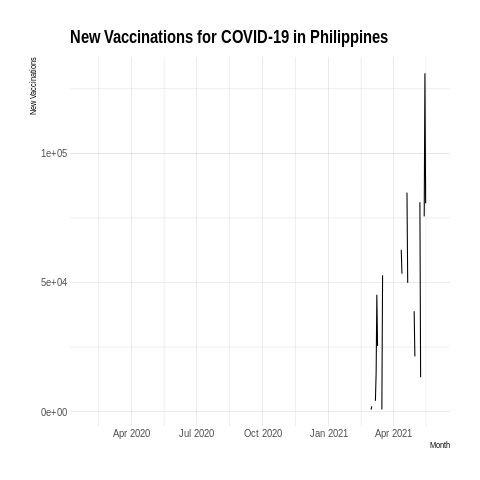 New Vaccinations for COVID-19 in Philippines
New Vaccinations
1e+05
5e+04
0e+00
Apr 2020 Jul 2020 Oct 2020 Jan 2021 Apr 2021
Month